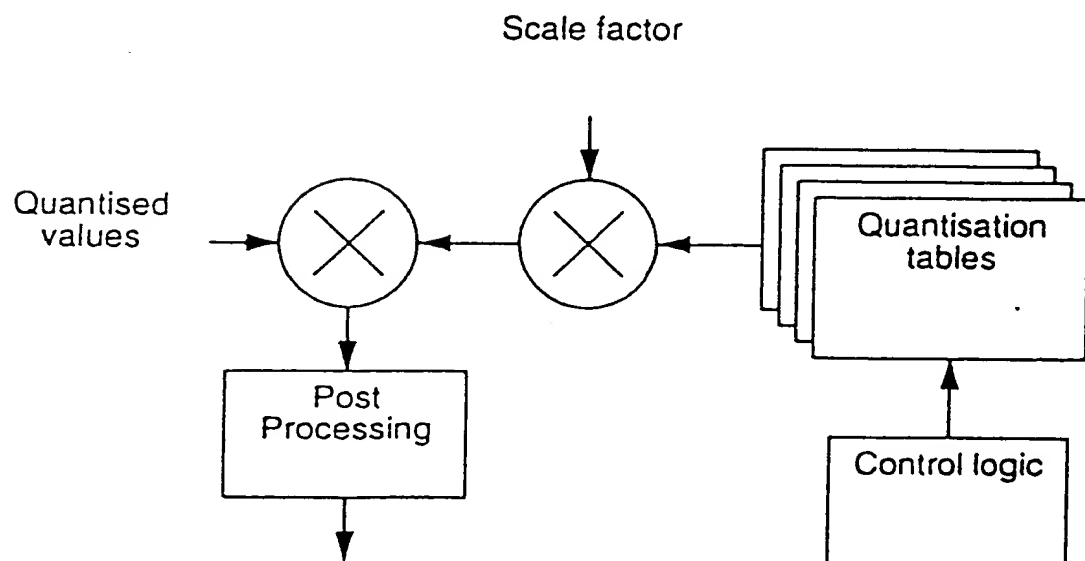 Scale factor
Quantised
values
Quantisation
tables
Post
Processing
Control logic